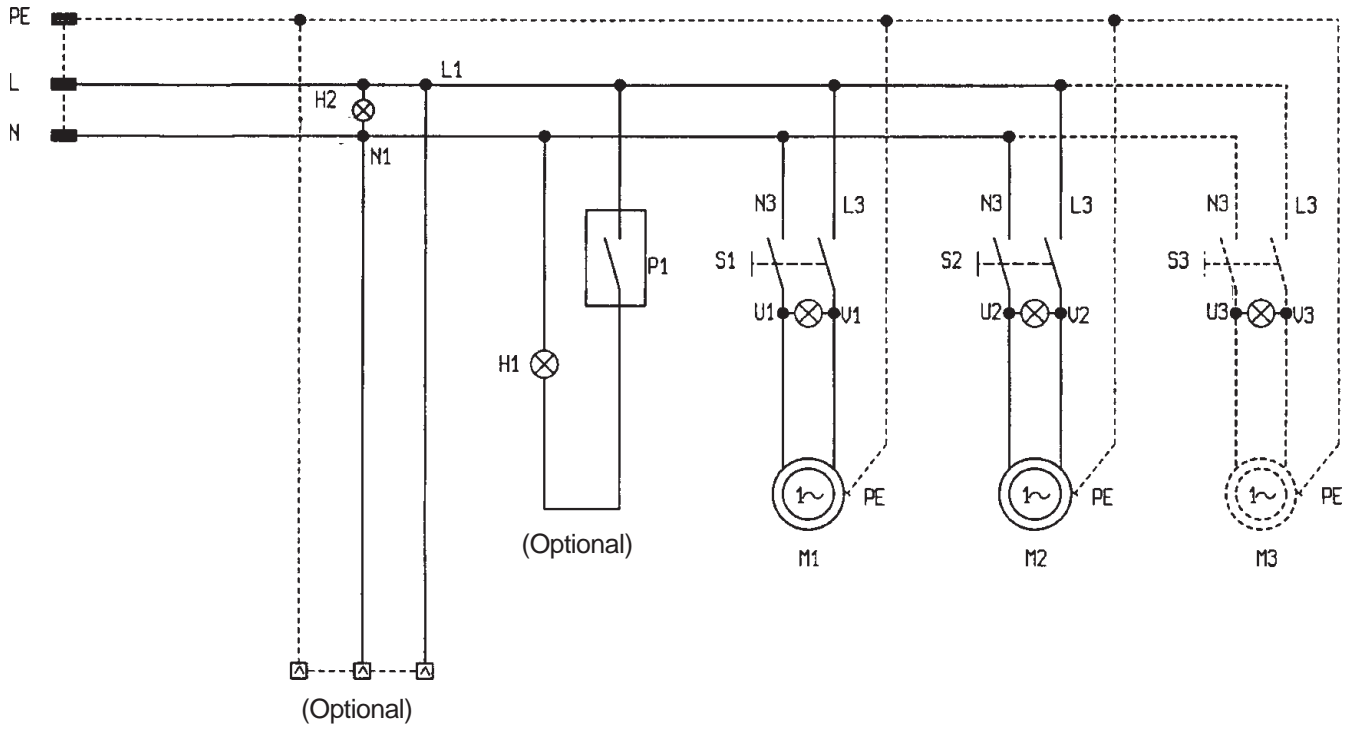 PE
L
L1
H2
N
N1
N3
L3
N3
L3
N3
L3
P1
S1
S2
S3
U1
V1
U2
V2
U3
V3
H1
1~
PE
1~
PE
1~
PE
(Optional)
M1
M2
M3
(Optional)